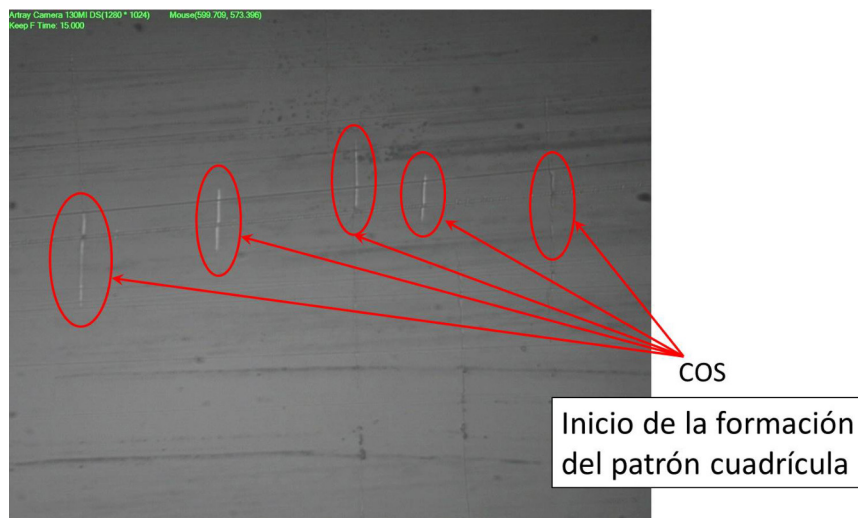 Artray Camera 130MI DS(1280 * 1024) Mouse(599.709, 573.396)
Keep F Time: 15.000
COS
Inicio de la formación
del patrón cuadrícula